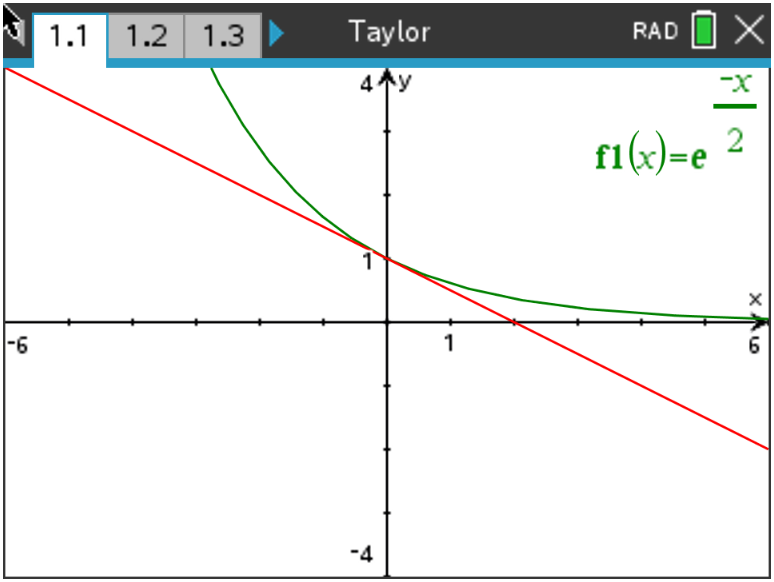 1.1 1.2 1.3 Taylor RAD
4 y
f1(x)=e^(-x/2)
1
x
-6 1 6
-4